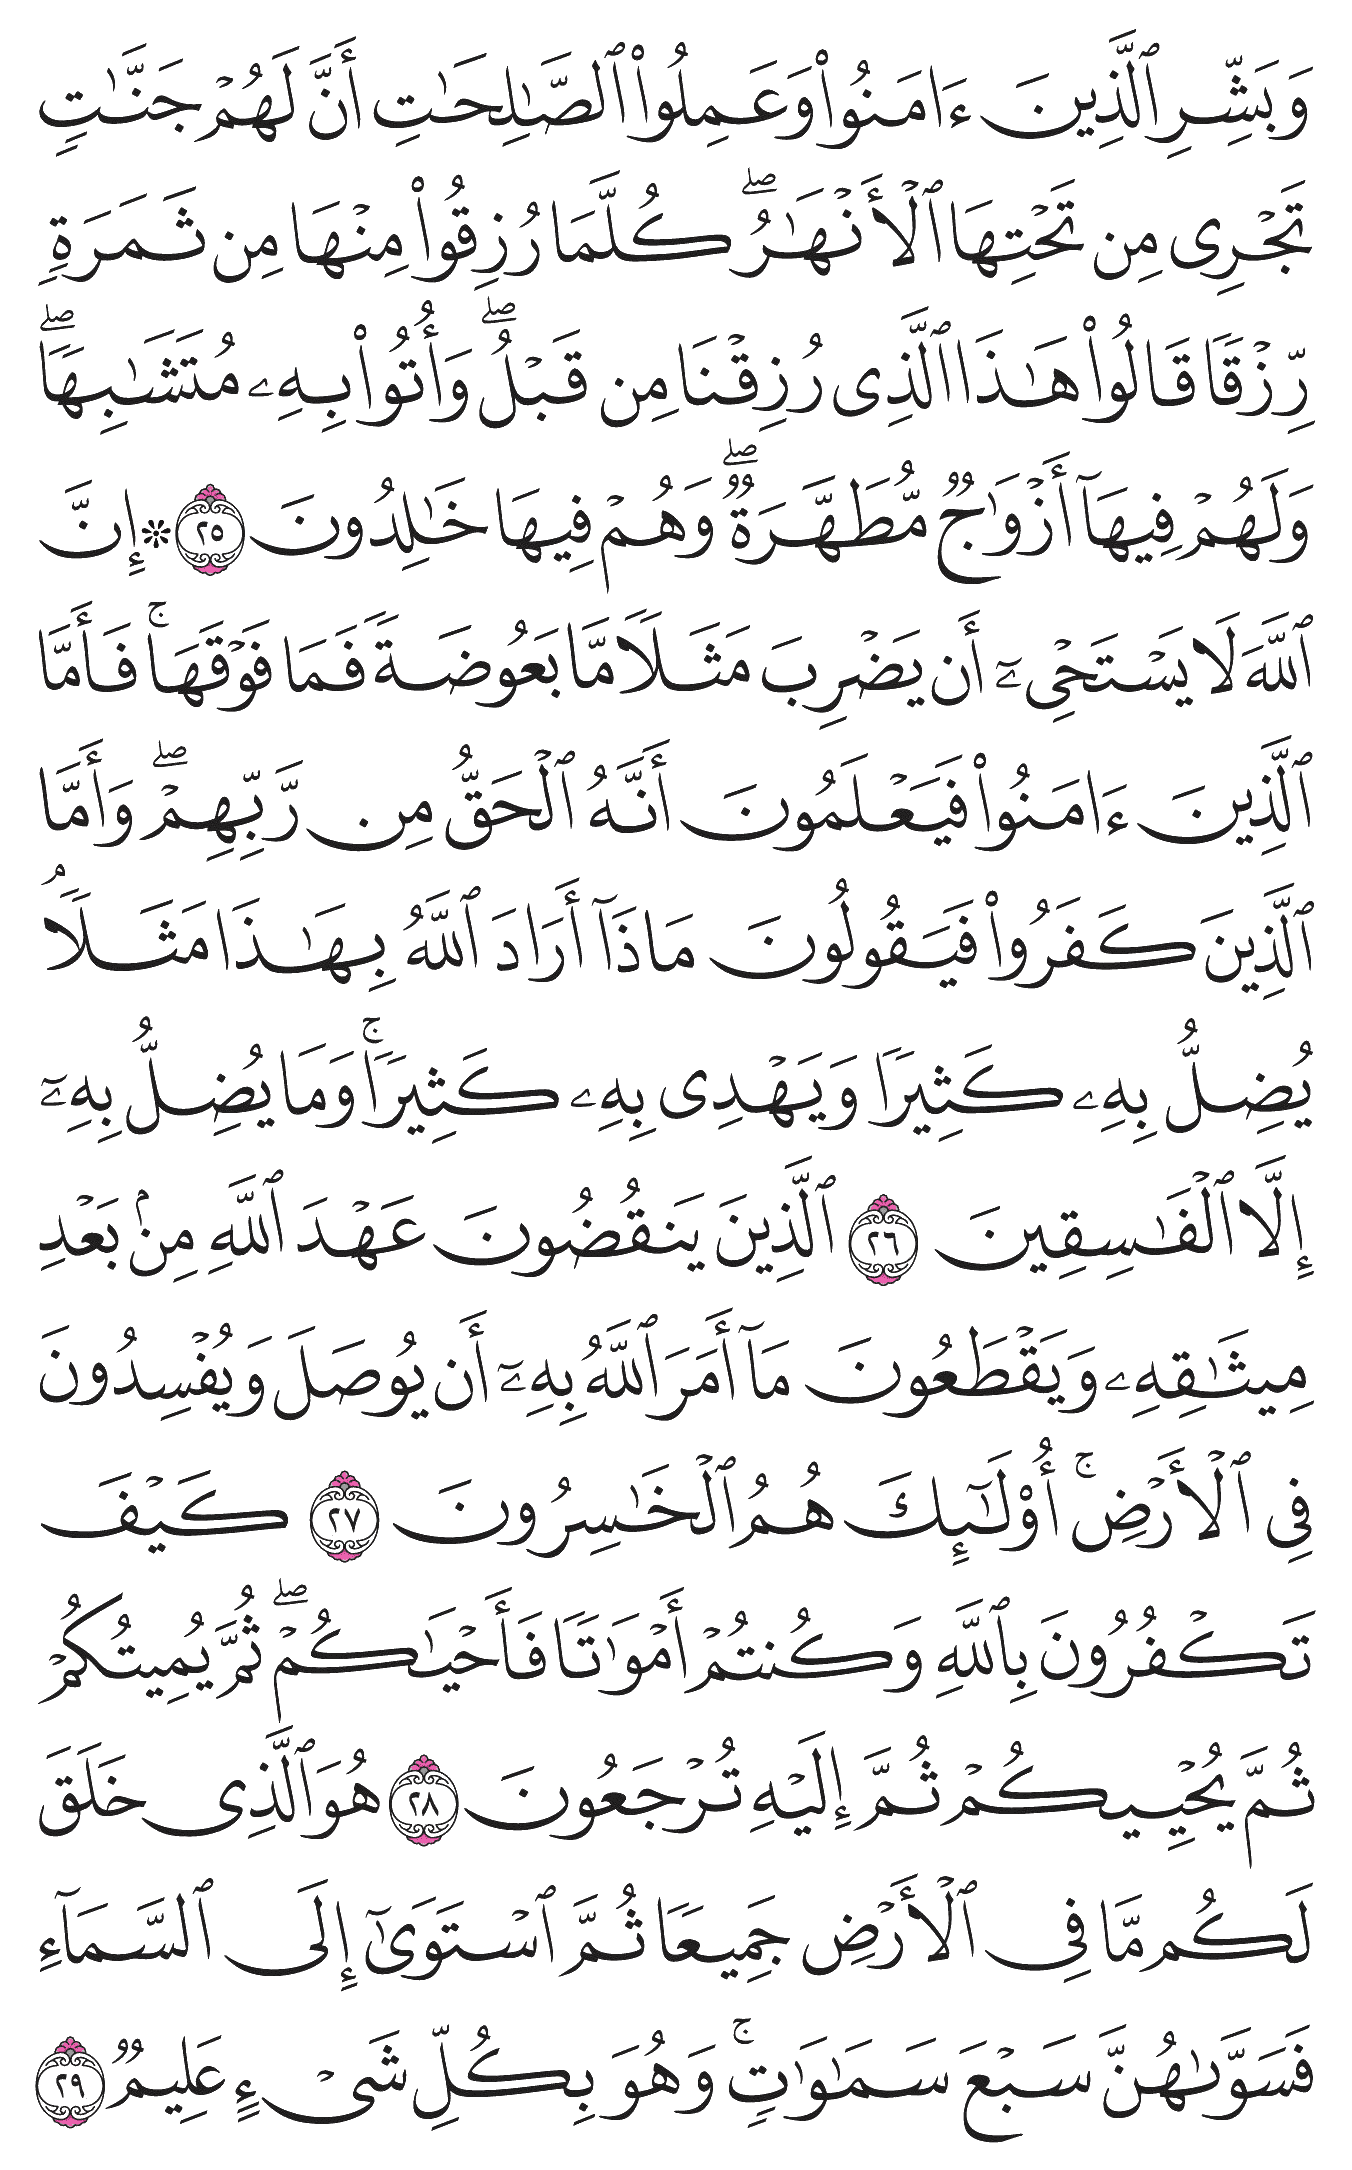 وَبَشِّرِ ٱلَّذِينَ ءَامَنُواْ وَعَمِلُواْ ٱلصَّٰلِحَٰتِ أَنَّ لَهُمۡ جَنَّٰتٖ
تَجۡرِي مِن تَحۡتِهَا ٱلۡأَنۡهَٰرُۖ كُلَّمَا رُزِقُواْ مِنۡهَا مِن ثَمَرَةٖ
رِّزۡقٗا قَالُواْ هَٰذَا ٱلَّذِي رُزِقۡنَا مِن قَبۡلُۖ وَأُتُواْ بِهِۦ مُتَشَٰبِهٗاۖ
وَلَهُمۡ فِيهَآ أَزۡوَٰجٞ مُّطَهَّرَةٞۖ وَهُمۡ فِيهَا خَٰلِدُونَ ٢٥ ۞ إِنَّ
ٱللَّهَ لَا يَسۡتَحۡيِۦٓ أَن يَضۡرِبَ مَثَلٗا مَّا بَعُوضَةٗ فَمَا فَوۡقَهَاۚ فَأَمَّا
ٱلَّذِينَ ءَامَنُواْ فَيَعۡلَمُونَ أَنَّهُ ٱلۡحَقُّ مِن رَّبِّهِمۡۖ وَأَمَّا
ٱلَّذِينَ كَفَرُواْ فَيَقُولُونَ مَاذَآ أَرَادَ ٱللَّهُ بِهَٰذَا مَثَلٗاۘ
يُضِلُّ بِهِۦ كَثِيرٗا وَيَهۡدِي بِهِۦ كَثِيرٗاۚ وَمَا يُضِلُّ بِهِۦٓ
إِلَّا ٱلۡفَٰسِقِينَ ٢٦ ٱلَّذِينَ يَنقُضُونَ عَهۡدَ ٱللَّهِ مِنۢ بَعۡدِ
مِيثَٰقِهِۦ وَيَقۡطَعُونَ مَآ أَمَرَ ٱللَّهُ بِهِۦٓ أَن يُوصَلَ وَيُفۡسِدُونَ
فِي ٱلۡأَرۡضِۚ أُوْلَٰٓئِكَ هُمُ ٱلۡخَٰسِرُونَ ٢٧ كَيۡفَ
تَكۡفُرُونَ بِٱللَّهِ وَكُنتُمۡ أَمۡوَٰتٗا فَأَحۡيَٰكُمۡۖ ثُمَّ يُمِيتُكُمۡ
ثُمَّ يُحۡيِيكُمۡ ثُمَّ إِلَيۡهِ تُرۡجَعُونَ ٢٨ هُوَ ٱلَّذِي خَلَقَ
لَكُم مَّا فِي ٱلۡأَرۡضِ جَمِيعٗا ثُمَّ ٱسۡتَوَىٰٓ إِلَى ٱلسَّمَآءِ
فَسَوَّىٰهُنَّ سَبۡعَ سَمَٰوَٰتٖۚ وَهُوَ بِكُلِّ شَيۡءٍ عَلِيمٞ ٢٩